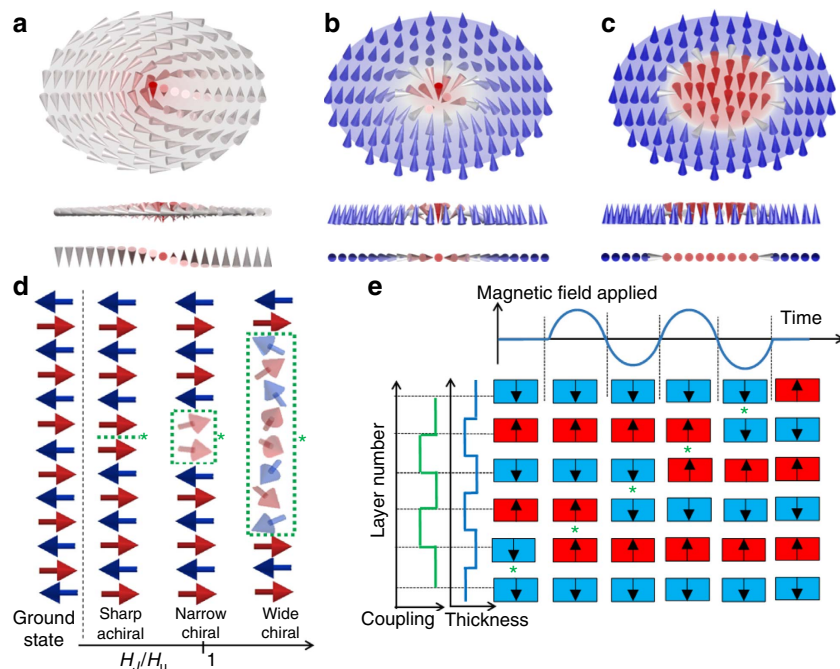 a
b
c
d
e
Magnetic field applied
Time
Layer number
Coupling
Thickness
*
*
*
*
*
*
*
*
Ground
state
Sharp
achiral
Narrow
chiral
Wide
chiral
H_J/H_u
1